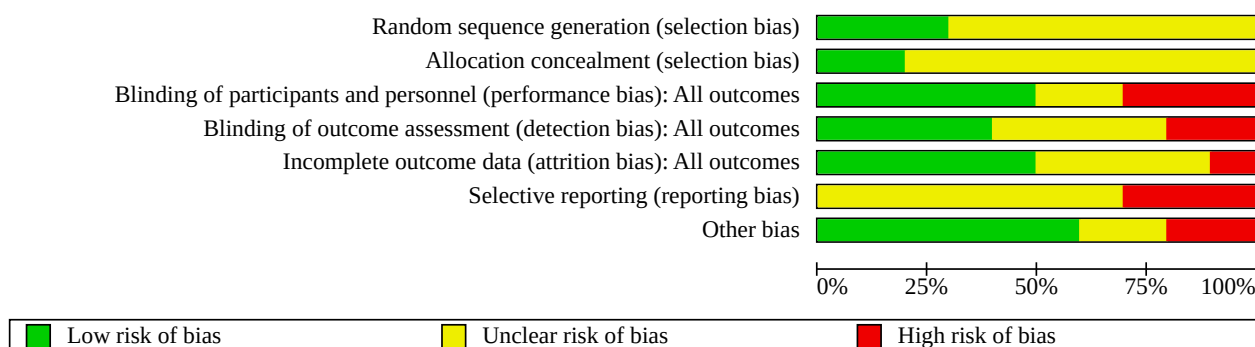 Random sequence generation (selection bias)
Allocation concealment (selection bias)
Blinding of participants and personnel (performance bias): All outcomes
Blinding of outcome assessment (detection bias): All outcomes
Incomplete outcome data (attrition bias): All outcomes
Selective reporting (reporting bias)
Other bias
0% 25% 50% 75% 100%
Low risk of bias Unclear risk of bias High risk of bias